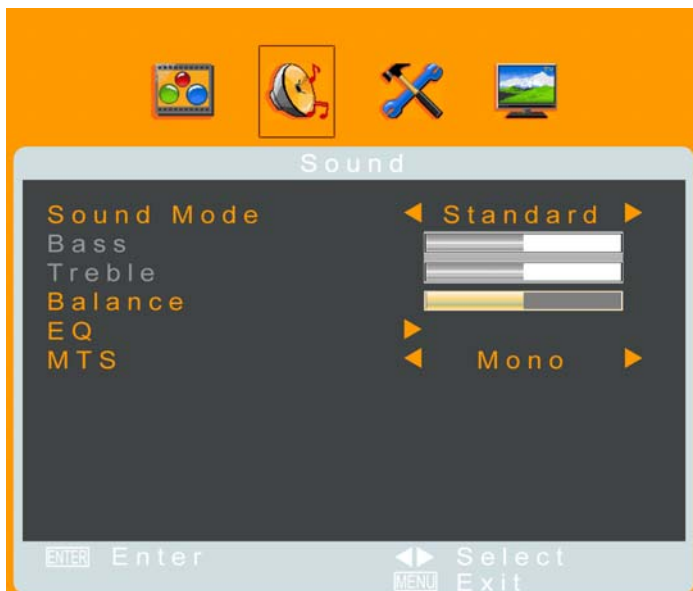 Sound
Sound Mode ◀ Standard ▶
Bass
Treble
Balance
EQ ▶
MTS ◀ Mono ▶
ENTER Enter ◀▶ Select
MENU Exit